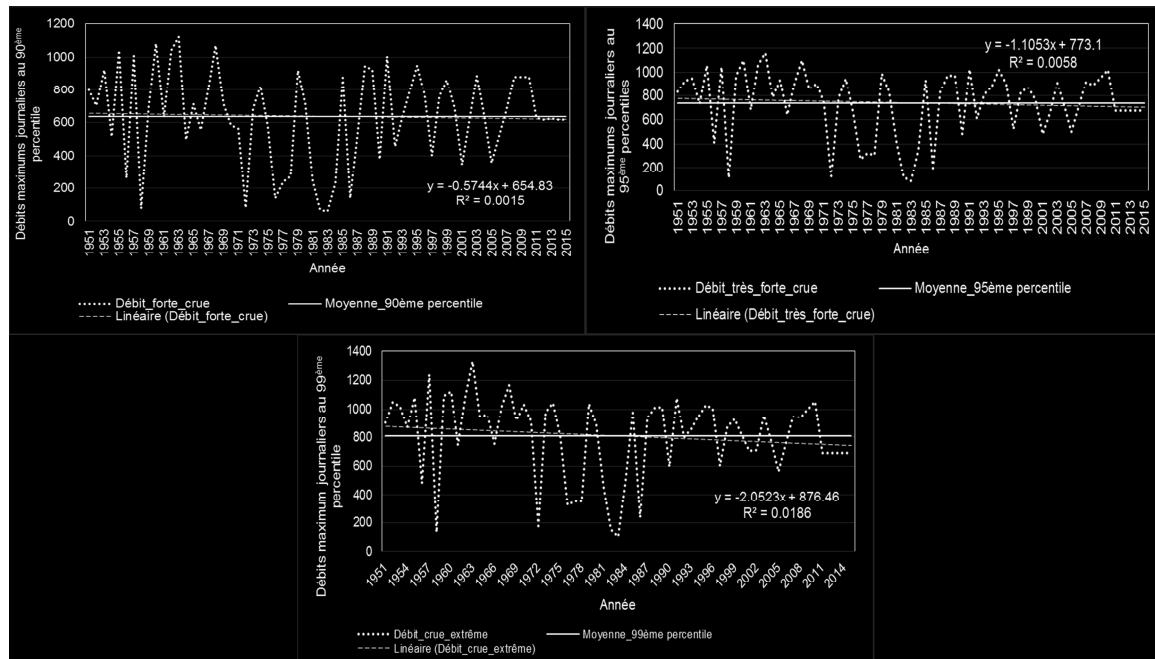 Débits maximums journaliers au 90ème
percentile
1200
1000
800
600
400
200
0
y = -0.5744x + 654.83
R² = 0.0015
1951 1953 1955 1957 1959 1961 1963 1965 1967 1969 1971 1973 1975 1977 1979 1981 1983 1985 1987 1989 1991 1993 1995 1997 1999 2001 2003 2005 2007 2009 2011 2013 2015
Année
Débit_forte_crue
Moyenne_90ème percentile
Linéaire (Débit_forte_crue)
Débits maximums journaliers au
95ème percentiles
1600
1400
1200
1000
800
600
400
200
0
y = -1.1053x + 773.1
R² = 0.0058
1951 1953 1955 1957 1959 1961 1963 1965 1967 1969 1971 1973 1975 1977 1979 1981 1983 1985 1987 1989 1991 1993 1995 1997 1999 2001 2003 2005 2007 2009 2011 2013 2015
Année
Débit_très_forte_crue
Moyenne_95ème percentile
Linéaire (Débit_très_forte_crue)
Débits maximum journaliers au 99ème
percentile
1400
1200
1000
800
600
400
200
0
y = -2.0523x + 876.46
R² = 0.0186
1951 1954 1957 1960 1963 1966 1969 1972 1975 1978 1981 1984 1987 1990 1993 1996 1999 2002 2005 2008 2011 2014
Année
Débit_crue_extrême
Moyenne_99ème percentile
Linéaire (Débit_crue_extrême)